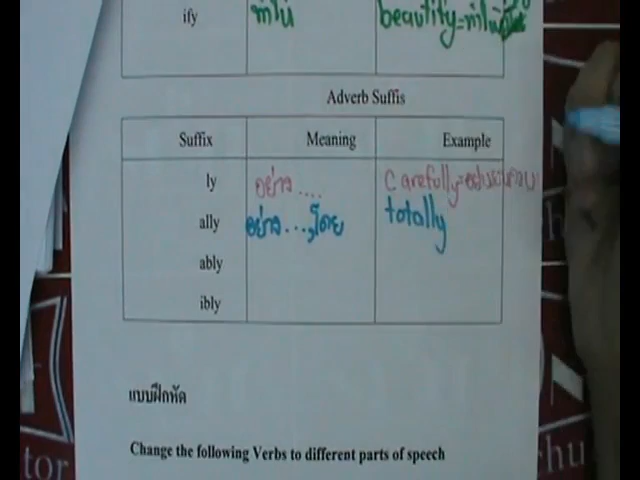 ify ทำให้ beautify=ทำให้
Adverb Suffis
Suffix Meaning Example
ly อย่าง.... carefully=
ally อย่าง...,โดย totally
ably
ibly
แบบฝึกหัด
Change the following Verbs to different parts of speech
tor hu